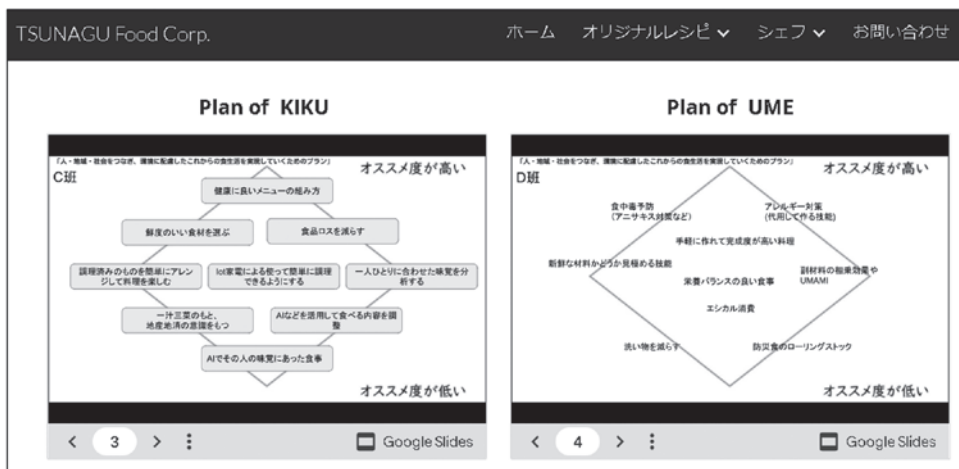 TSUNAGU Food Corp.
ホーム オリジナルレシピ シェフ お問い合わせ
Plan of KIKU
「人・地域・社会をつなぎ、環境に配慮したこれからの食生活を実現していくためのプラン」
C班
オススメ度が高い
健康に良いメニューの組み方
鮮度のいい食材を選ぶ
食品ロスを減らす
調理済みのものを簡単にアレン
ジして料理を楽しむ
Iot家電による使って簡単に調理
できるようにする
一人ひとりに合わせた味覚を分
析する
一汁三菜のもと、
地産地消の意識をもつ
AIなどを活用して食べる内容を調
整
AIでその人の味覚にあった食事
オススメ度が低い
3
Google Slides
Plan of UME
「人・地域・社会をつなぎ、環境に配慮したこれからの食生活を実現していくためのプラン」
D班
オススメ度が高い
食中毒予防
(アニサキス対策など)
アレルギー対策
(代用して作る技能)
手軽に作れて完成度が高い料理
新鮮な材料かどうか見極める技能
栄養バランスの良い食事
副材料の相乗効果や
UMAMI
エシカル消費
洗い物を減らす
防災食のローリングストック
オススメ度が低い
4
Google Slides